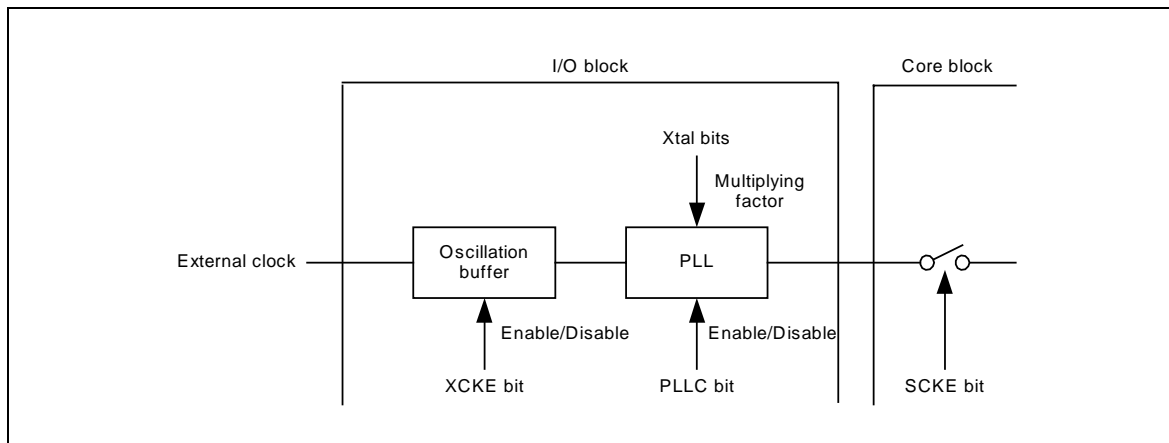 I/O block
Core block
Xtal bits
Multiplying
factor
External clock
Oscillation
buffer
PLL
Enable/Disable
Enable/Disable
XCKE bit
PLLC bit
SCKE bit